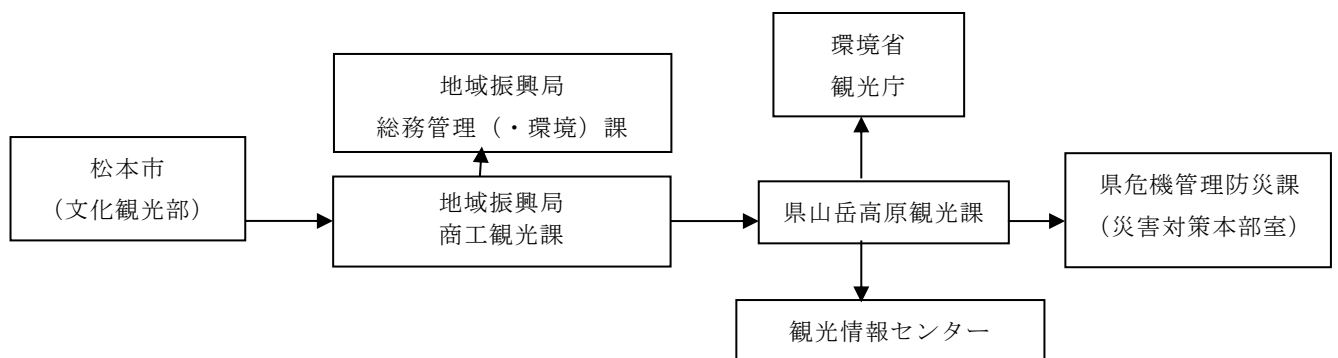 環境省
観光庁
地域振興局
総務管理（・環境）課
松本市
（文化観光部）
地域振興局
商工観光課
県山岳高原観光課
県危機管理防災課
（災害対策本部室）
観光情報センター